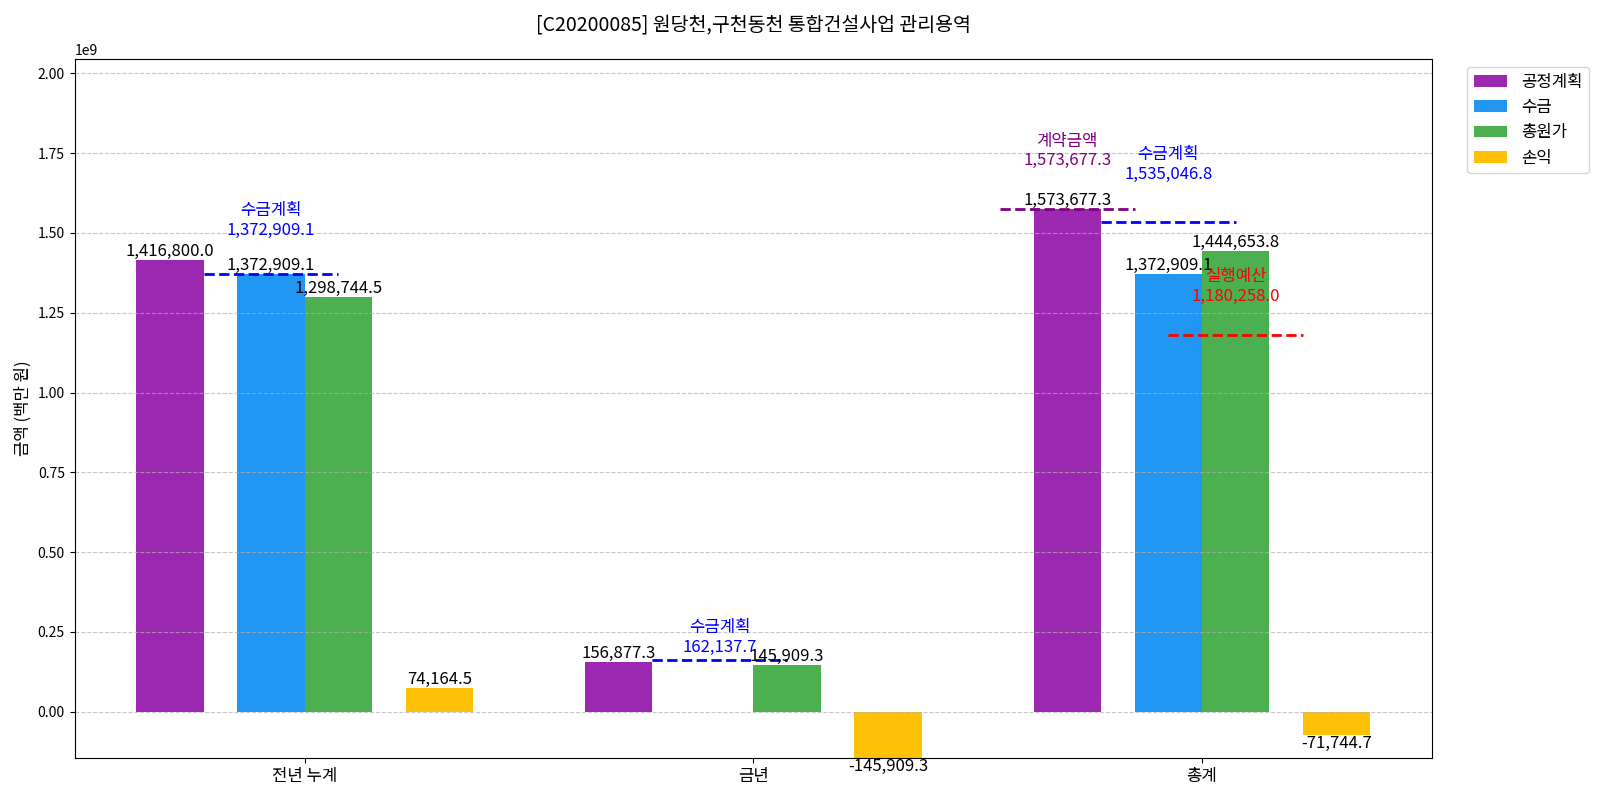 [C20200085] 원당천,구천동천 통합건설사업 관리용역
1e9
2.00
1.75
1.50
1.25
1.00
0.75
0.50
0.25
0.00
금액 (백만 원)
공정계획
수금
총원가
손익
수금계획
1,372,909.1
1,416,800.0
1,372,909.1
1,298,744.5
74,164.5
수금계획
162,137.7
156,877.3
145,909.3
-145,909.3
계약금액
1,573,677.3
수금계획
1,535,046.8
1,573,677.3
1,444,653.8
1,372,909.1
실행예산
1,180,258.0
-71,744.7
전년 누계
금년
총계